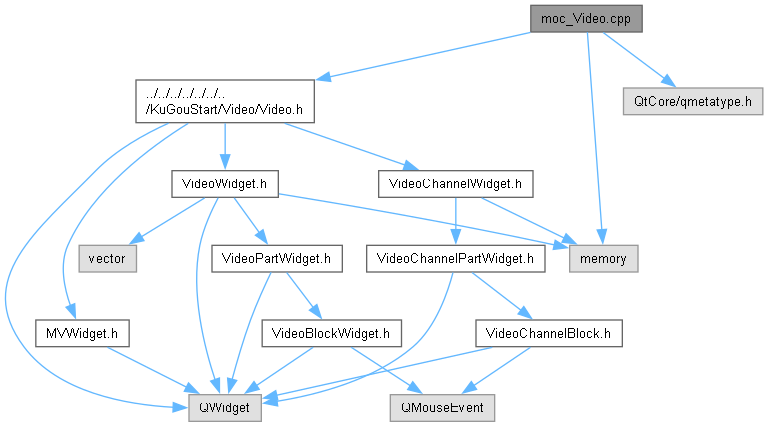 moc_Video.cpp
../../../../../../..
/KuGouStart/Video/Video.h
QtCore/qmetatype.h
VideoWidget.h
VideoChannelWidget.h
vector
VideoPartWidget.h
VideoChannelPartWidget.h
memory
MVWidget.h
VideoBlockWidget.h
VideoChannelBlock.h
QWidget
QMouseEvent